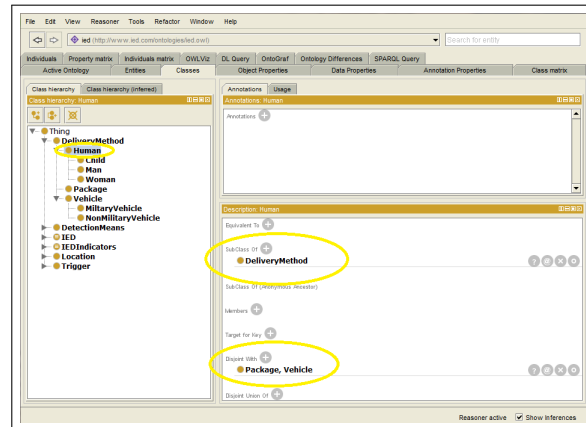 File Edit View Reasoner Tools Refactor Window Help
ied (http://www.ied.com/ontologies/ied.owl)
Search for entity
Individuals Property matrix Individuals matrix OWLViz DL Query OntoGraf Ontology Differences SPARQL Query
Active Ontology Entities Classes Object Properties Data Properties Annotation Properties Class matrix
Class hierarchy Class hierarchy (inferred)
Class hierarchy: Human
Thing
DeliveryMethod
Human
Child
Man
Woman
Package
Vehicle
MiltaryVehicle
NonMilitaryVehicle
DetectionMeans
IED
IEDIndicators
Location
Trigger
Annotations Usage
Annotations: Human
Annotations
Description: Human
Equivalent To
SubClass Of
DeliveryMethod
SubClass Of (Anonymous Ancestor)
Members
Target for Key
Disjoint With
Package, Vehicle
Disjoint Union Of
Reasoner active Show Inferences